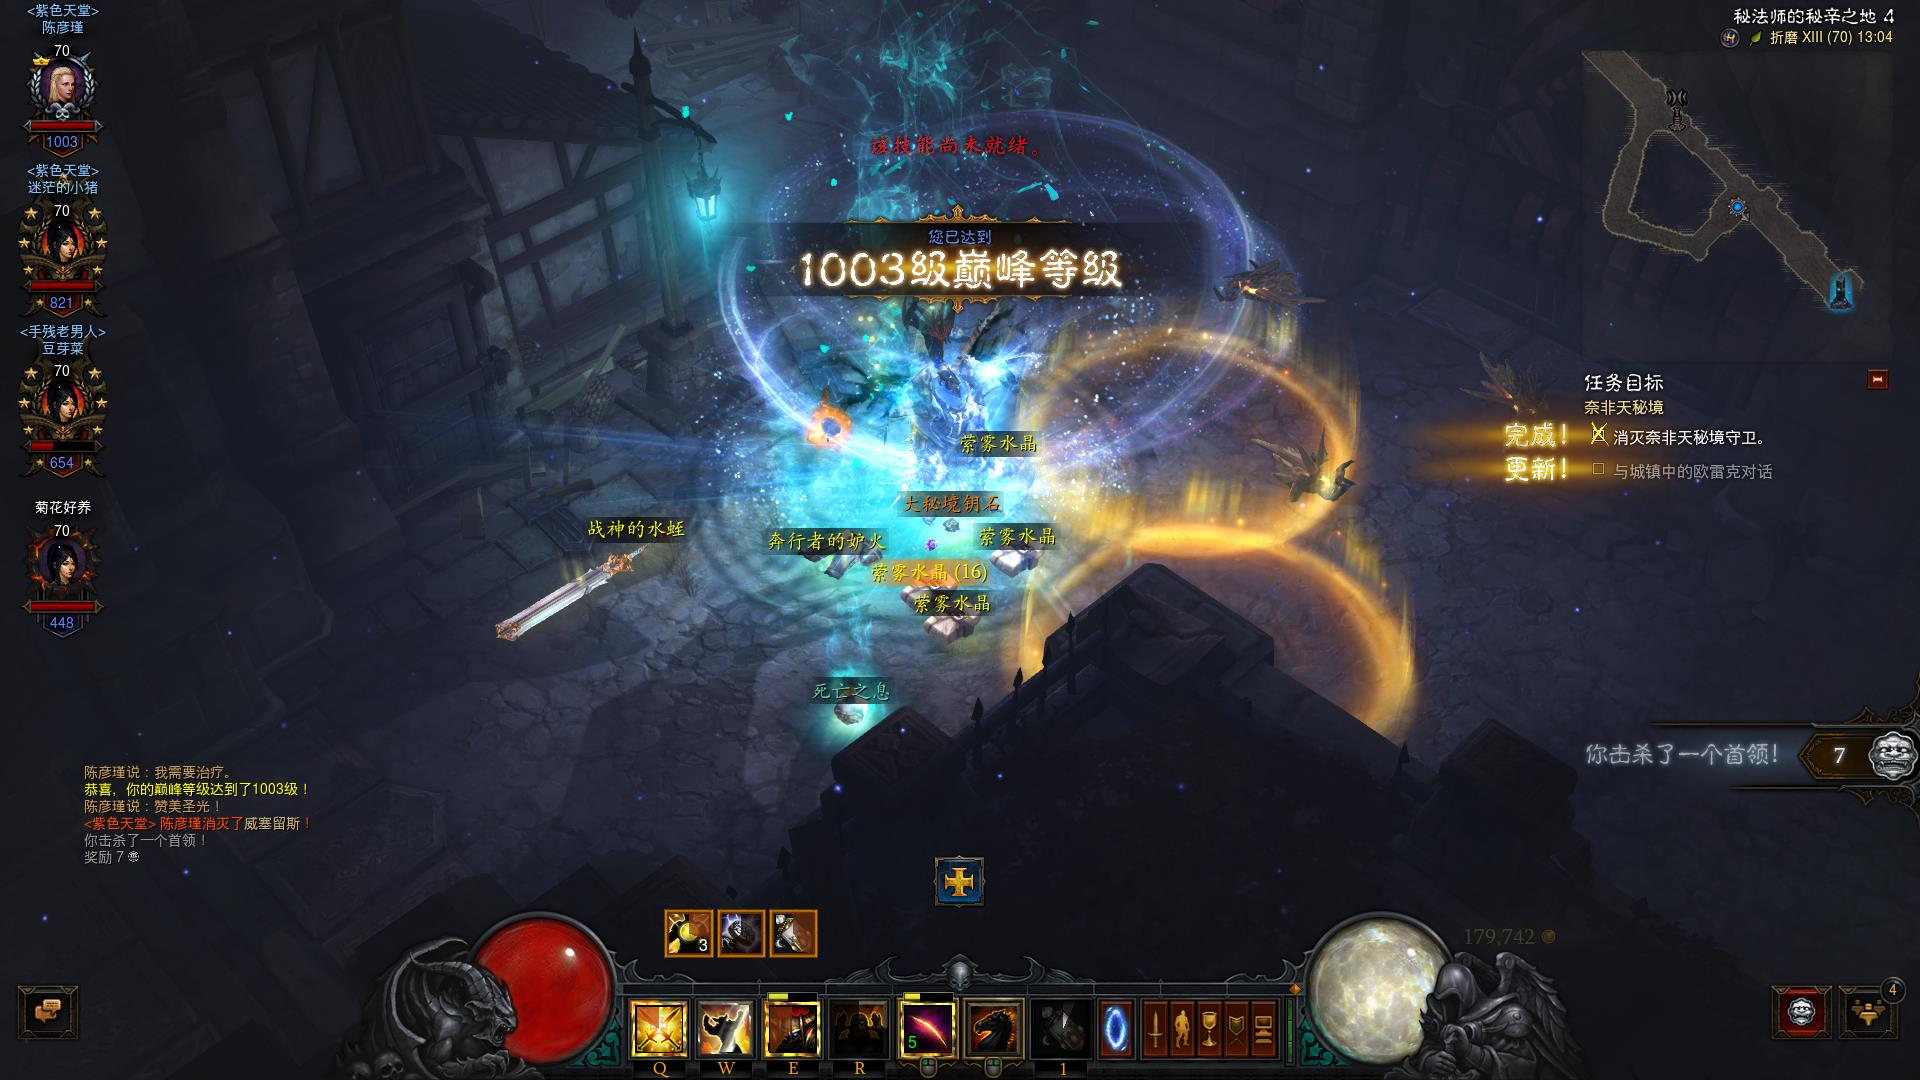 <紫色天堂>
陈彦瑾
70
1003
<紫色天堂>
迷茫的小猪
70
821
<手残老男人>
豆芽菜
70
654
菊花好养
70
448
秘法师的秘辛之地 4
折磨 XIII (70) 13:04
该技能尚未就绪。
您已达到
1003级巅峰等级
任务目标
奈非天秘境
完成! 消灭奈非天秘境守卫。
更新! 与城镇中的欧雷克对话
萦雾水晶
大秘境钥石
战神的水蛭
奔行者的妒火
萦雾水晶
萦雾水晶 (16)
萦雾水晶
死亡之息
你击杀了一个首领!
7
陈彦瑾说：我需要治疗。
恭喜，你的巅峰等级达到了1003级！
陈彦瑾说：赞美圣光！
<紫色天堂> 陈彦瑾消灭了威塞留斯！
你击杀了一个首领！
奖励 7
3
179,742
5
4
Q
W
E
R
1